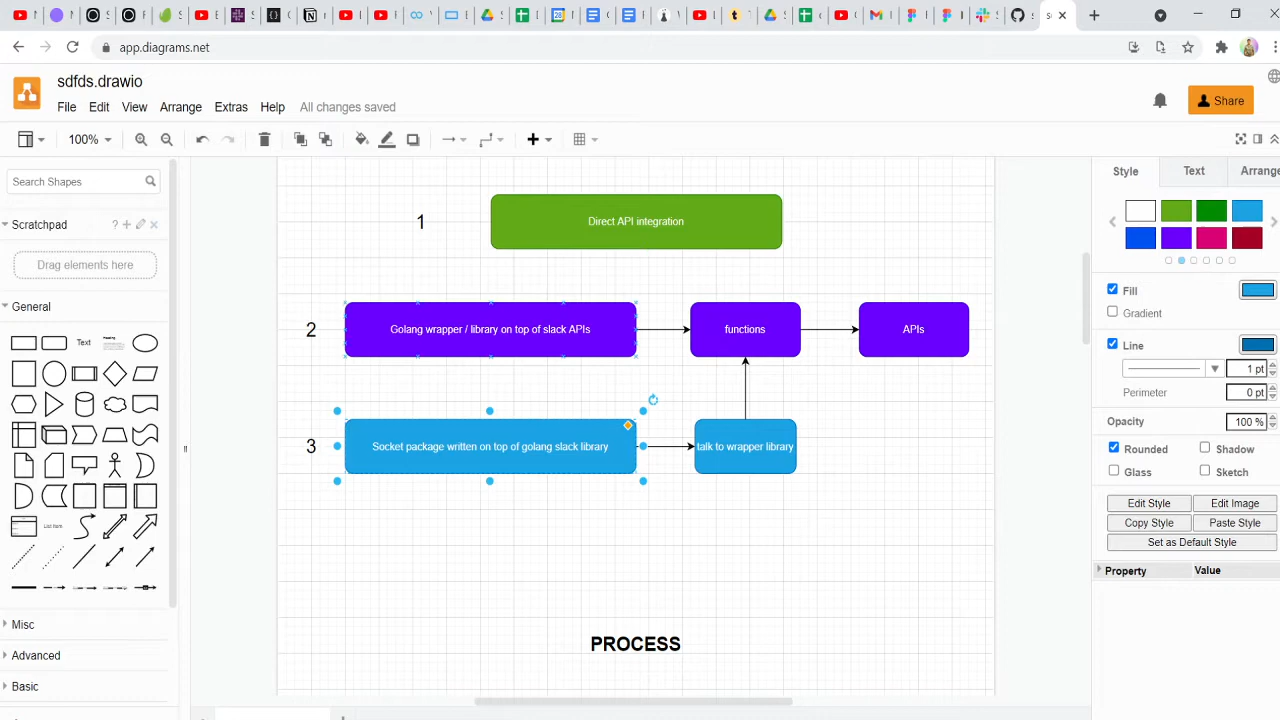 app.diagrams.net
sdfds.drawio
File Edit View Arrange Extras Help All changes saved
Share
100%
Search Shapes
Scratchpad
?
Drag elements here
General
Text
List Item
Misc
Advanced
Basic
1
Direct API integration
2
Golang wrapper / library on top of slack APIs
functions
APIs
3
Socket package written on top of golang slack library
talk to wrapper library
PROCESS
Style Text Arrange
Fill
Gradient
Line
1 pt
Perimeter 0 pt
Opacity 100 %
Rounded Shadow
Glass Sketch
Edit Style Edit Image
Copy Style Paste Style
Set as Default Style
Property Value